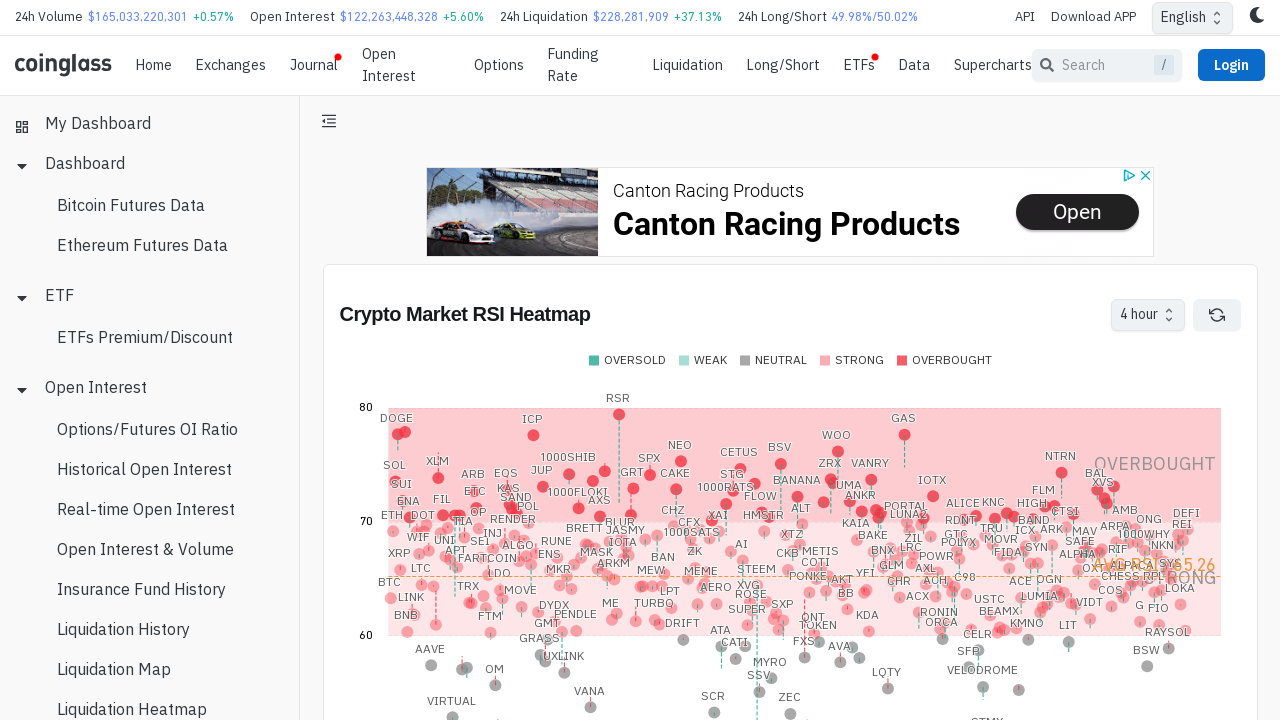 24h Volume $165,033,220,301 +0.57% Open Interest $122,263,448,328 +5.60% 24h Liquidation $228,281,909 +37.13% 24h Long/Short 49.98%/50.02% API Download APP English
coinglass Home Exchanges Journal Open Interest Options Funding Rate Liquidation Long/Short ETFs Data Supercharts Search / Login
My Dashboard
Dashboard
Bitcoin Futures Data
Ethereum Futures Data
ETF
ETFs Premium/Discount
Open Interest
Options/Futures OI Ratio
Historical Open Interest
Real-time Open Interest
Open Interest & Volume
Insurance Fund History
Liquidation History
Liquidation Map
Liquidation Heatmap
Canton Racing Products
Canton Racing Products
Open
Crypto Market RSI Heatmap
4 hour
OVERSOLD WEAK NEUTRAL STRONG OVERBOUGHT
RSR
80
DOGE ICP GAS
WOO
NEO BSV
CETUS
SOL XLM 1000SHIB SPX ZRX VANRY NTRN OVERBOUGHT
SUI ARB EQS JUP GRT CAKE STG BANANA IOTX BAL
ENA ETC KAS 1000FLOKI AXS 1000RATS FLOW UMA ANKR FLM XVS
FIL SAND POL CHZ XAI HMSTR ALT PORTAL ALICE KNC HIGH CTSI AMB
70
ETH DOT TIA OP RENDER BLUR CFX KAIA LUNA2 RDNT BAND ONG DEFI
WIF UNI INJ BRETT JASMY 1000SATS XTZ BAKE ZIL GTC TRU ICX ARK MAV ARPA REI
SEI ALGO RUNE IOTA AI POLYX MOVR SAFE 1000WHY
XRP APT FARTCOIN ENS MASK BAN ZK CKB METIS BNX LRC POWR FIDA SYN ALPHA RIF NKN
LTC LDO MKR ARKM MEW MEME STEEM COTI YFI GLM AXL ALPACA SYS
AVG RSI: 65.26
BTC TRX MOVE LPT AERO XVG PONKE AKT CHR ACH C98 ACE OGN CHESS RPL STRONG
LINK DYDX ME TURBO ROSE SXP BB ACX USTC LUMIA VIDT COS LOKA
BNB FTM GMT PENDLE DRIFT SUPER QNT KDA RONIN BEAMX G FIO
60
GRASS ATA TOKEN ORCA CELR KMNO LIT RAYSOL
AAVE UXLINK CATI FXS AVA SFP BSW
OM MYRO SSV LQTY VELODROME
VIRTUAL VANA SCR ZEC